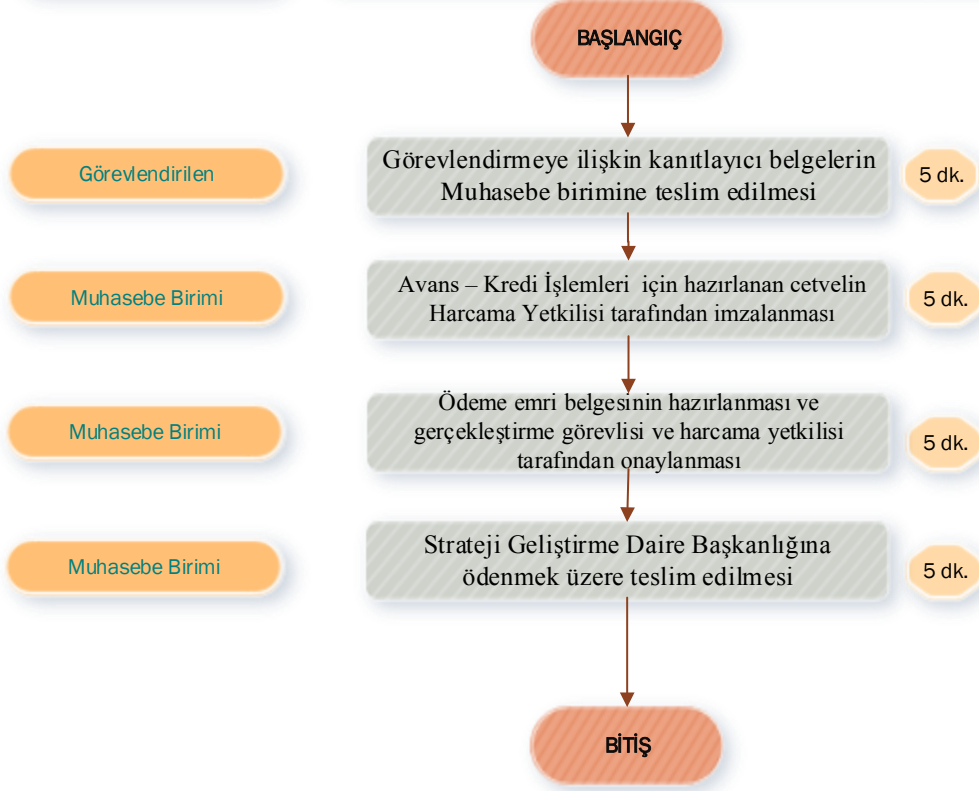 BAŞLANGIÇ
Görevlendirilen
Görevlendirmeye ilişkin kanıtlayıcı belgelerin
Muhasebe birimine teslim edilmesi
5 dk.
Muhasebe Birimi
Avans – Kredi İşlemleri için hazırlanan cetvelin
Harcama Yetkilisi tarafından imzalanması
5 dk.
Muhasebe Birimi
Ödeme emri belgesinin hazırlanması ve
gerçekleştirme görevlisi ve harcama yetkilisi
tarafından onaylanması
5 dk.
Muhasebe Birimi
Strateji Geliştirme Daire Başkanlığına
ödenmek üzere teslim edilmesi
5 dk.
BİTİŞ